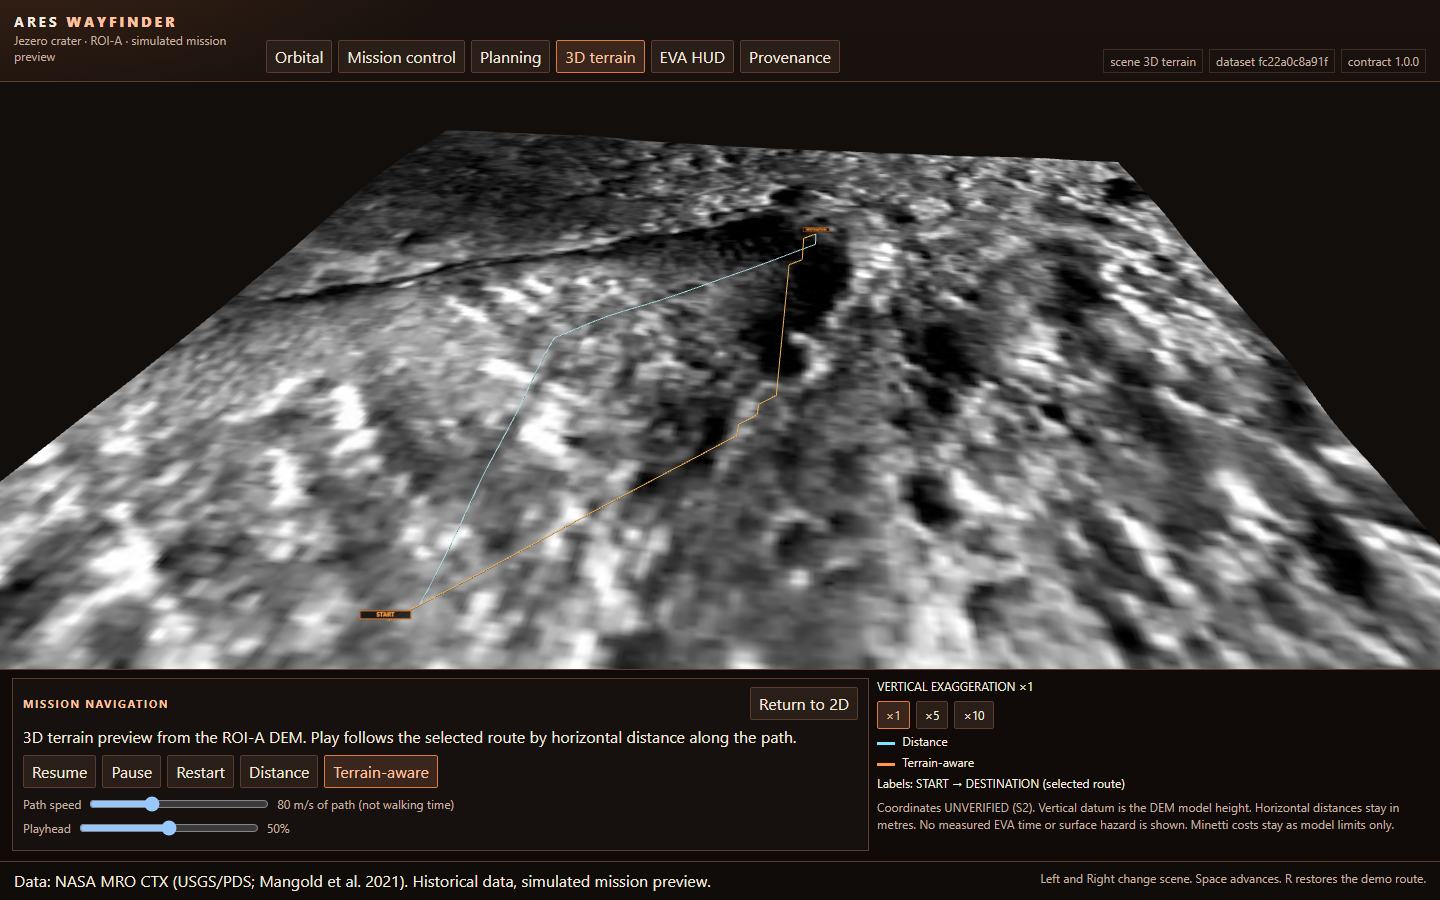 ARES WAYFINDER
Jezero crater · ROI-A · simulated mission
preview
Orbital
Mission control
Planning
3D terrain
EVA HUD
Provenance
scene 3D terrain
dataset fc22a0c8a91f
contract 1.0.0
DESTINATION
START
MISSION NAVIGATION
Return to 2D
3D terrain preview from the ROI-A DEM. Play follows the selected route by horizontal distance along the path.
Resume
Pause
Restart
Distance
Terrain-aware
Path speed
80 m/s of path (not walking time)
Playhead
50%
VERTICAL EXAGGERATION ×1
×1
×5
×10
Distance
Terrain-aware
Labels: START → DESTINATION (selected route)
Coordinates UNVERIFIED (S2). Vertical datum is the DEM model height. Horizontal distances stay in
metres. No measured EVA time or surface hazard is shown. Minetti costs stay as model limits only.
Data: NASA MRO CTX (USGS/PDS; Mangold et al. 2021). Historical data, simulated mission preview.
Left and Right change scene. Space advances. R restores the demo route.